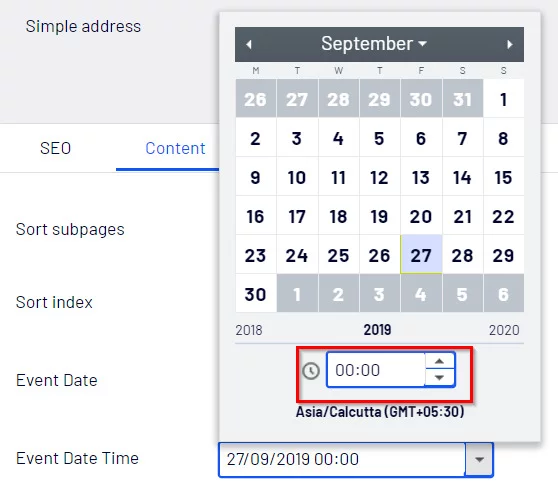 Simple address
September
M T W T F S S
26 27 28 29 30 31 1
2 3 4 5 6 7 8
9 10 11 12 13 14 15
16 17 18 19 20 21 22
23 24 25 26 27 28 29
30 1 2 3 4 5 6
2018 2019 2020
00:00
Asia/Calcutta (GMT+05:30)
SEO Content
Sort subpages
Sort index
Event Date
Event Date Time 27/09/2019 00:00